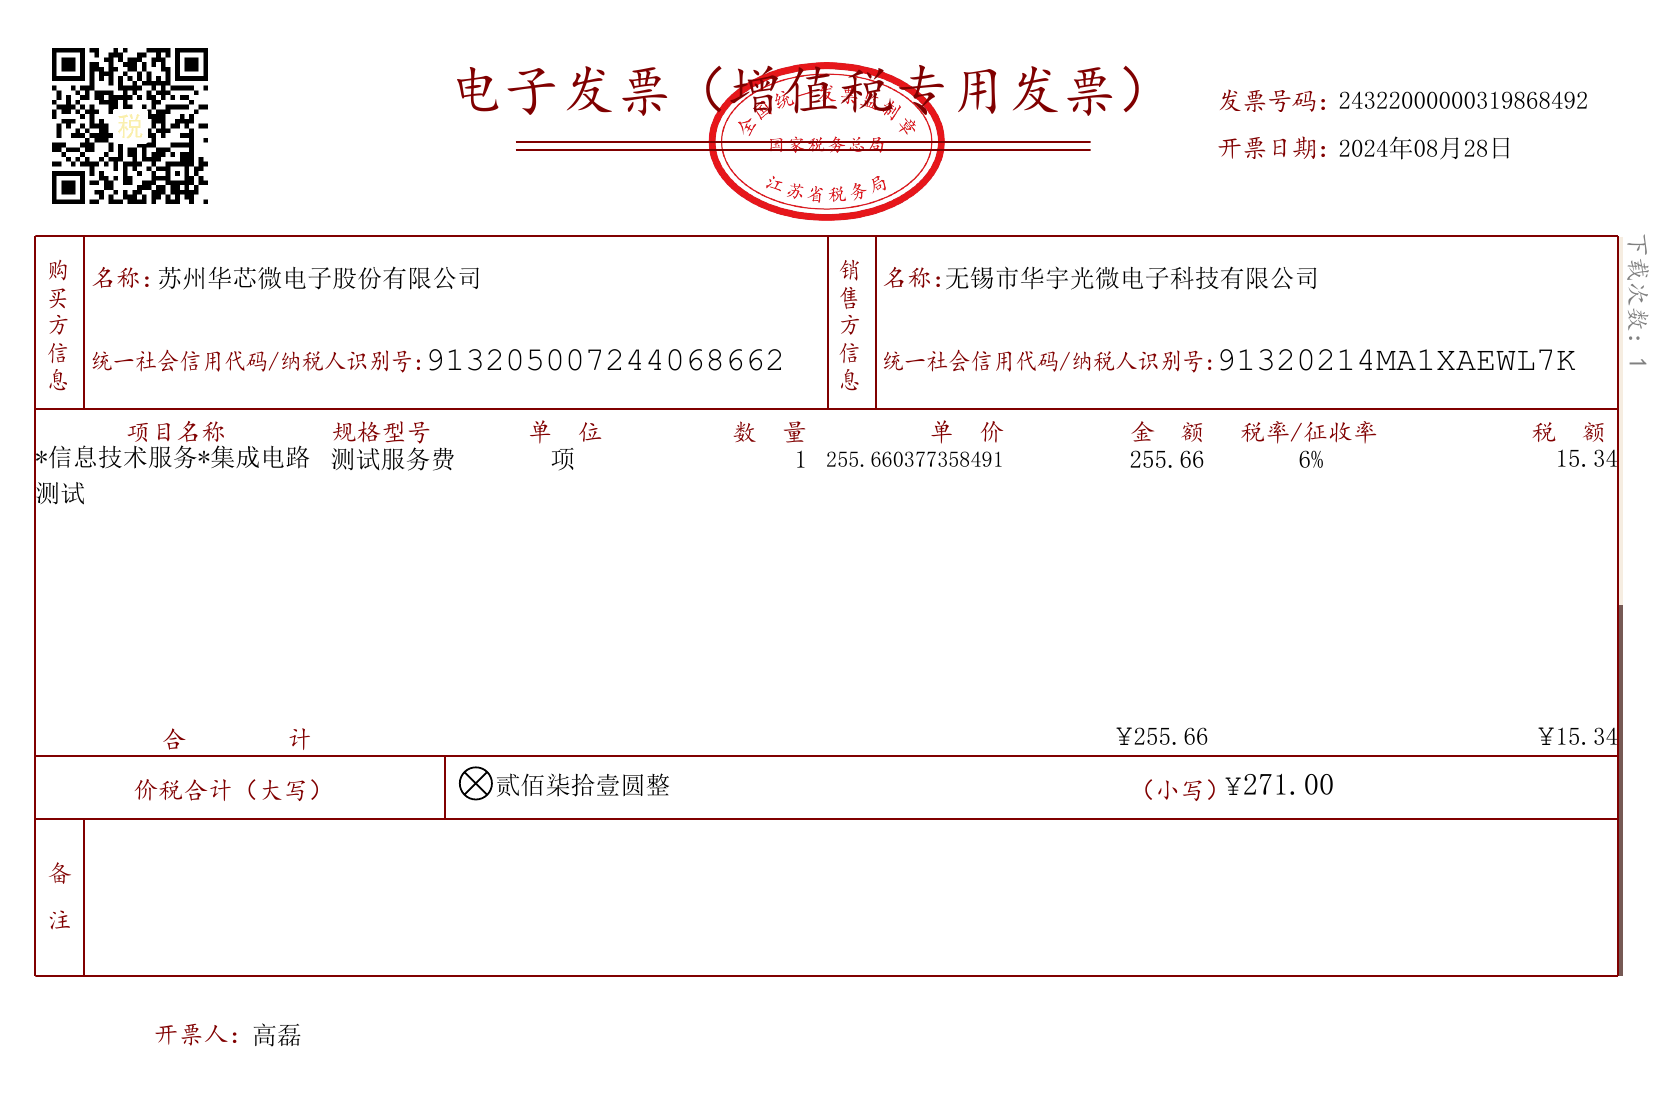 电子发票（增值税专用发票）
全国统一发票监制章
国家税务总局
江苏省税务局
税
发票号码：24322000000319868492
开票日期：2024年08月28日
下载次数：1
购买方信息
名称：苏州华芯微电子股份有限公司
统一社会信用代码/纳税人识别号：913205007244068662
销售方信息
名称：无锡市华宇光微电子科技有限公司
统一社会信用代码/纳税人识别号：91320214MA1XAEWL7K
项目名称 规格型号 单 位 数 量 单 价 金 额 税率/征收率 税 额
*信息技术服务*集成电路 测试服务费 项 1 255.660377358491 255.66 6% 15.34
测试
合 计 ¥255.66 ¥15.34
价税合计（大写） ⊗贰佰柒拾壹圆整 （小写）¥271.00
备注
开票人：高磊